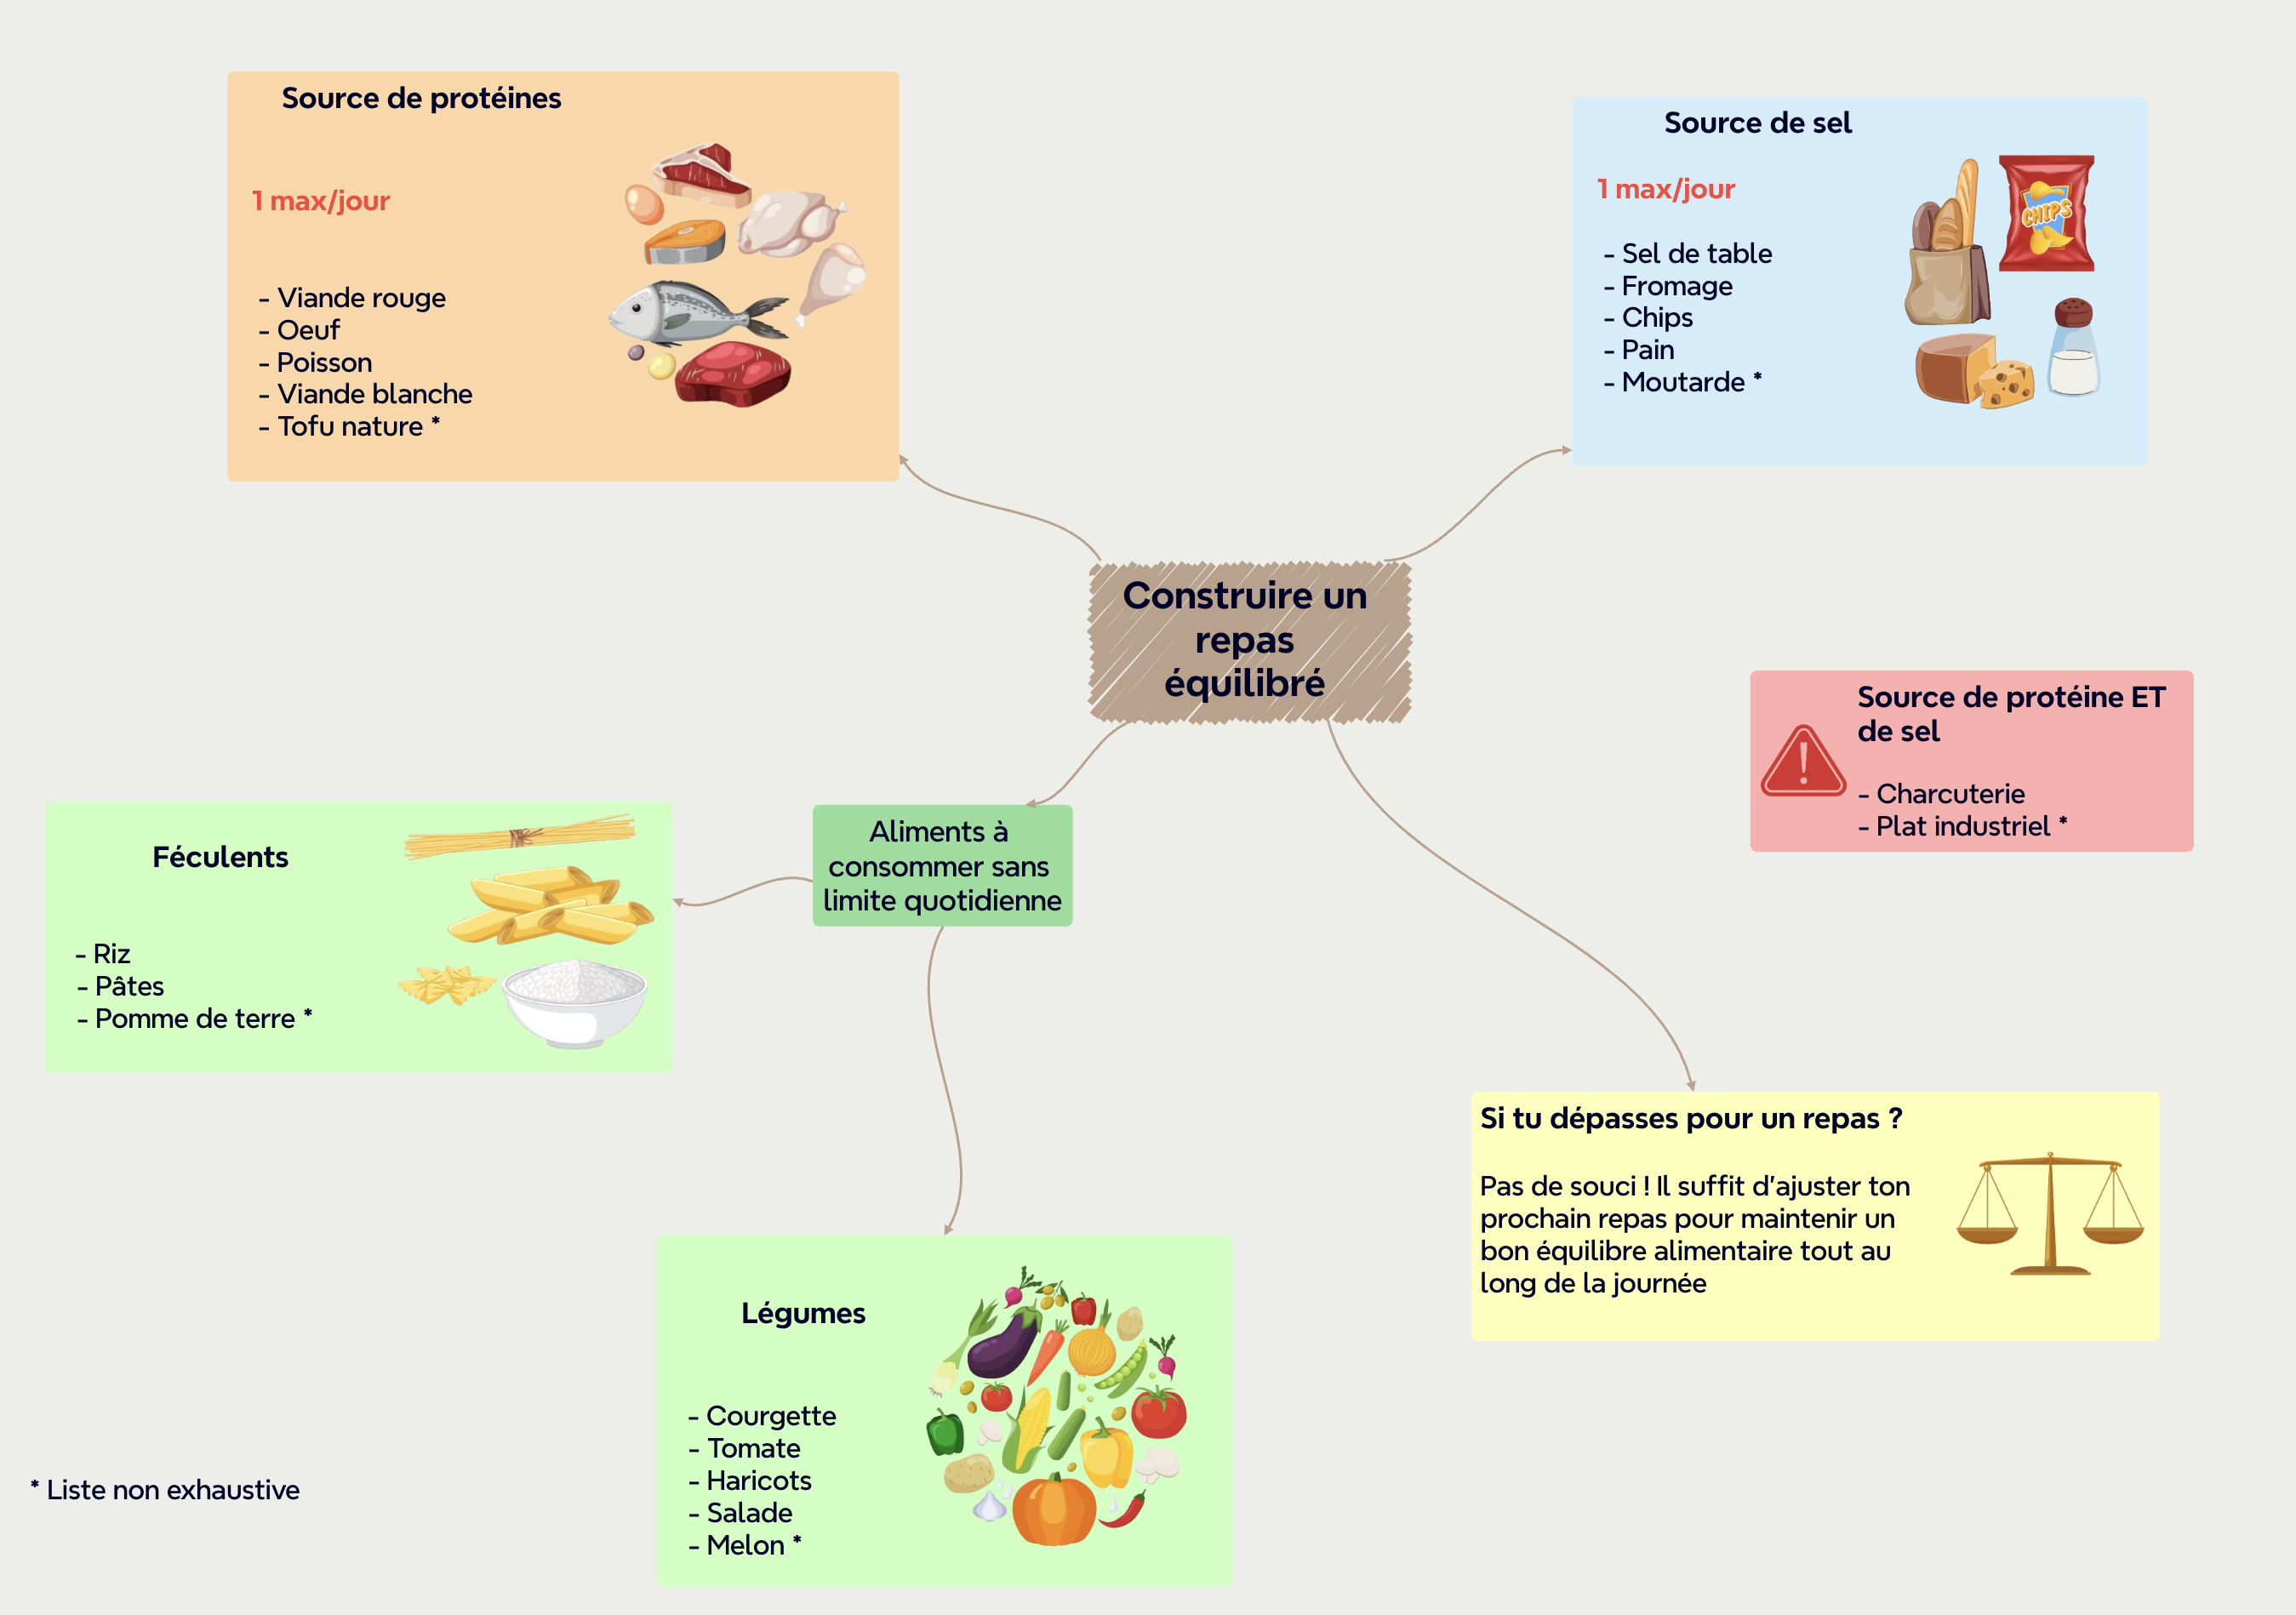 Source de protéines
1 max/jour
- Viande rouge
- Oeuf
- Poisson
- Viande blanche
- Tofu nature *
Source de sel
1 max/jour
- Sel de table
- Fromage
- Chips
- Pain
- Moutarde *
CHIPS
Construire un
repas
équilibré
Source de protéine ET
de sel
- Charcuterie
- Plat industriel *
Aliments à
consommer sans
limite quotidienne
Féculents
- Riz
- Pâtes
- Pomme de terre *
Si tu dépasses pour un repas ?
Pas de souci ! Il suffit d'ajuster ton
prochain repas pour maintenir un
bon équilibre alimentaire tout au
long de la journée
Légumes
- Courgette
- Tomate
- Haricots
- Salade
- Melon *
* Liste non exhaustive